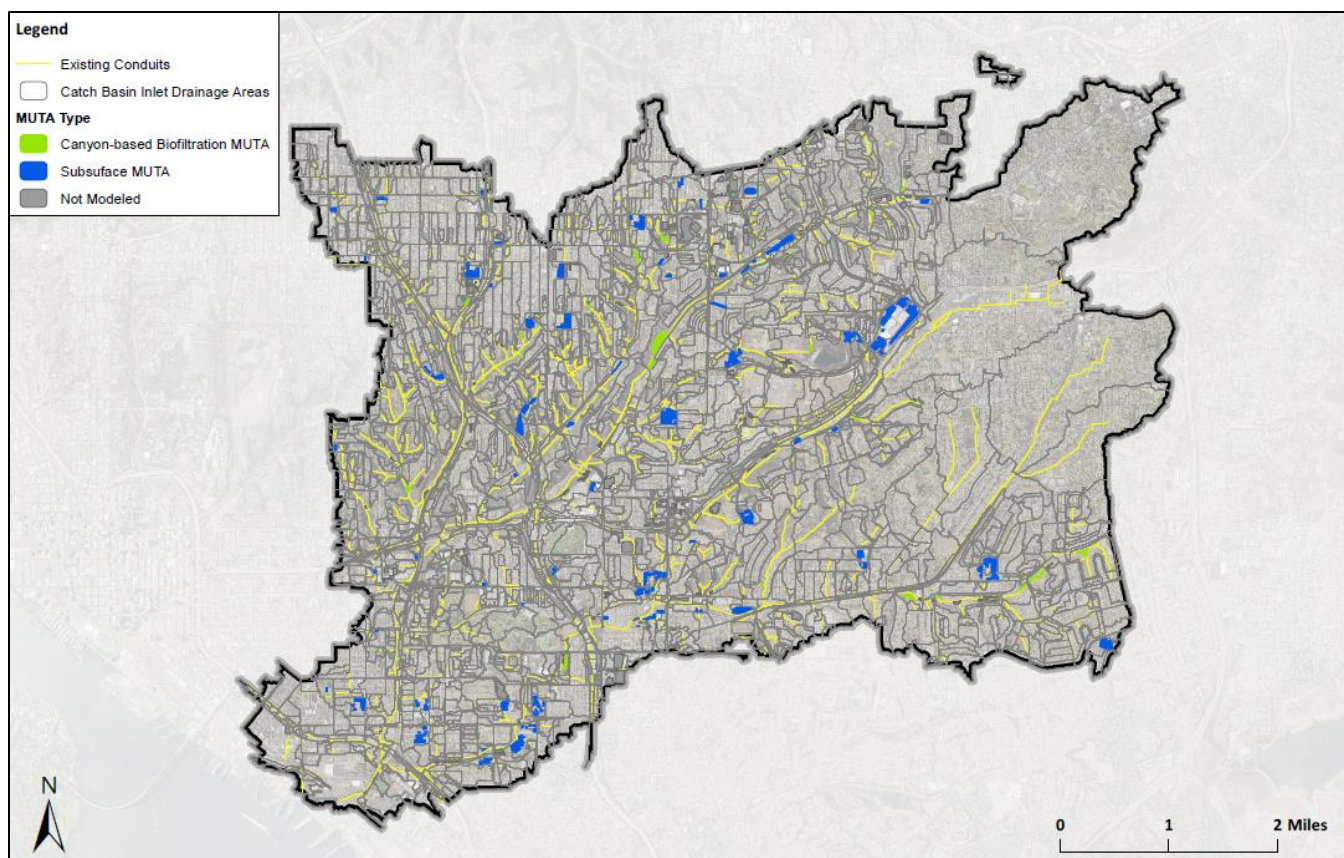 Legend
Existing Conduits
Catch Basin Inlet Drainage Areas
MUTA Type
Canyon-based Biofiltration MUTA
Subsuface MUTA
Not Modeled
N
0 1 2 Miles